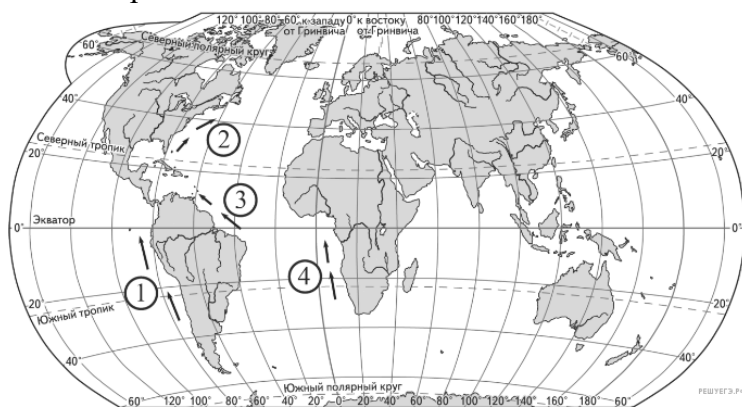 120° 100° 80° 60° к западу от Гринвича 0° к востоку от Гринвича 80° 100° 120° 140° 160° 180°
Северный полярный круг
60° 60°
40° 40°
2
Северный тропик
20° 20°
3
Экватор
0° 0°
4
1
20° 20°
Южный тропик
40° 40°
Южный полярный круг
60° 120 100 80 60 40 20 0 20 40 60 80 100 120 140 160 60°
РЕШУЕГЭ.РФ